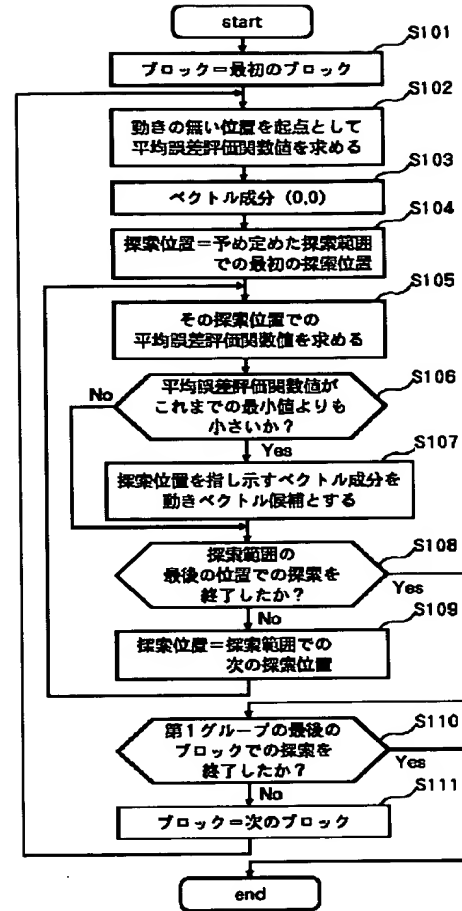 start
S101
ブロック=最初のブロック
S102
動きの無い位置を起点として
平均誤差評価関数値を求める
S103
ベクトル成分 (0,0)
S104
探索位置=予め定めた探索範囲
での最初の探索位置
S105
その探索位置での
平均誤差評価関数値を求める
S106
No
平均誤差評価関数値が
これまでの最小値よりも
小さいか?
Yes
S107
探索位置を指し示すベクトル成分を
動きベクトル候補とする
S108
探索範囲の
最後の位置での探索を
終了したか?
Yes
No
S109
探索位置=探索範囲での
次の探索位置
S110
第1グループの最後の
ブロックでの探索を
終了したか?
Yes
No
S111
ブロック=次のブロック
end